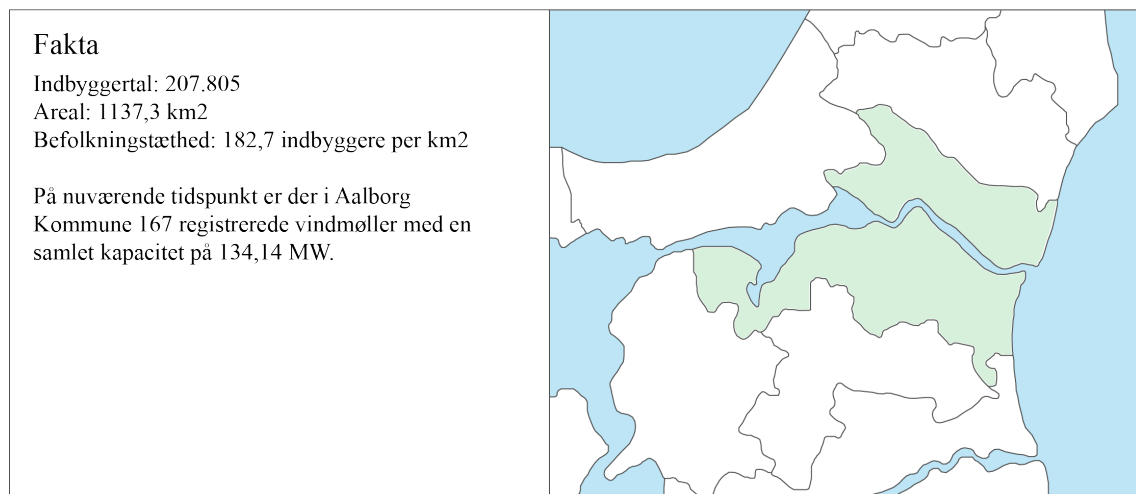 Fakta
Indbyggertal: 207.805
Areal: 1137,3 km2
Befolkningstæthed: 182,7 indbyggere per km2
På nuværende tidspunkt er der i Aalborg
Kommune 167 registrerede vindmøller med en
samlet kapacitet på 134,14 MW.